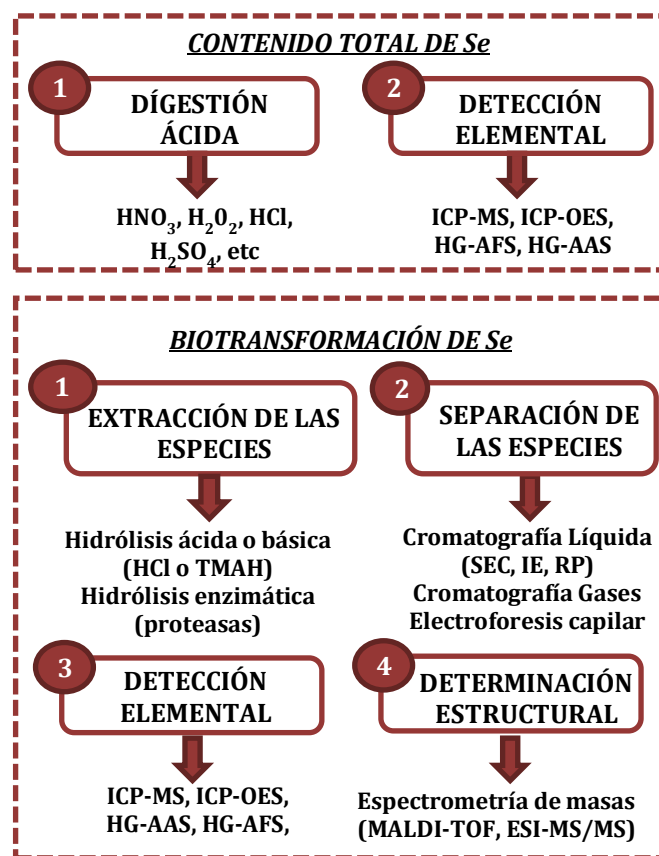 CONTENIDO TOTAL DE Se
1
DÍGESTIÓN
ÁCIDA
HNO₃, H₂0₂, HCl,
H₂SO₄, etc
2
DETECCIÓN
ELEMENTAL
ICP-MS, ICP-OES,
HG-AFS, HG-AAS
BIOTRANSFORMACIÓN DE Se
1
EXTRACCIÓN DE LAS
ESPECIES
Hidrólisis ácida o básica
(HCl o TMAH)
Hidrólisis enzimática
(proteasas)
2
SEPARACIÓN DE
LAS ESPECIES
Cromatografía Líquida
(SEC, IE, RP)
Cromatografía Gases
Electroforesis capilar
3
DETECCIÓN
ELEMENTAL
ICP-MS, ICP-OES,
HG-AAS, HG-AFS,
4
DETERMINACIÓN
ESTRUCTURAL
Espectrometría de masas
(MALDI-TOF, ESI-MS/MS)